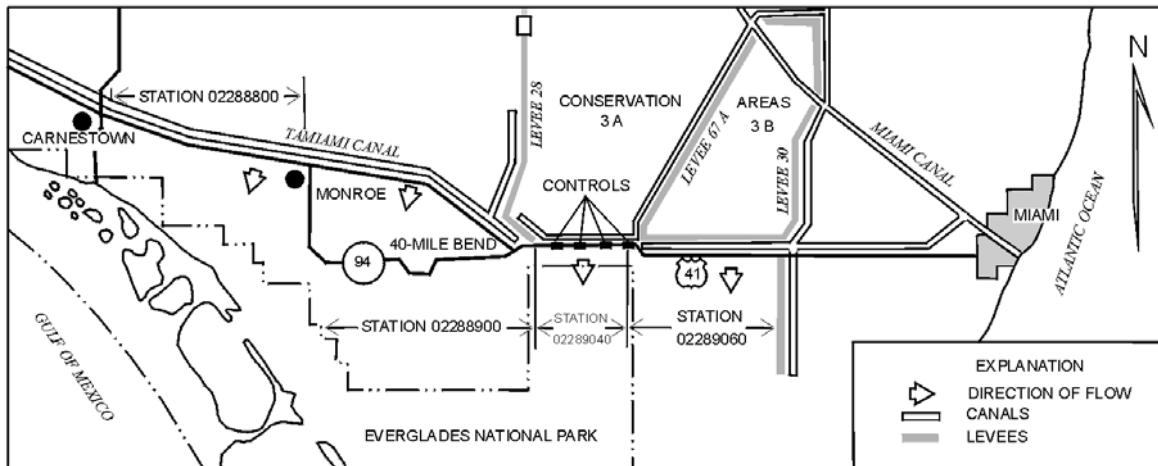 N
STATION 02288800
CARNESTOWN
TAMIAMI CANAL
LEVEE 28
CONSERVATION
3 A
AREAS
3 B
LEVEE 67 A
LEVEE 30
MIAMI CANAL
MIAMI
ATLANTIC OCEAN
MONROE
CONTROLS
40-MILE BEND
94
41
STATION 02288900
STATION
02289040
STATION
02289060
GULF OF MEXICO
EVERGLADES NATIONAL PARK
EXPLANATION
DIRECTION OF FLOW
CANALS
LEVEES